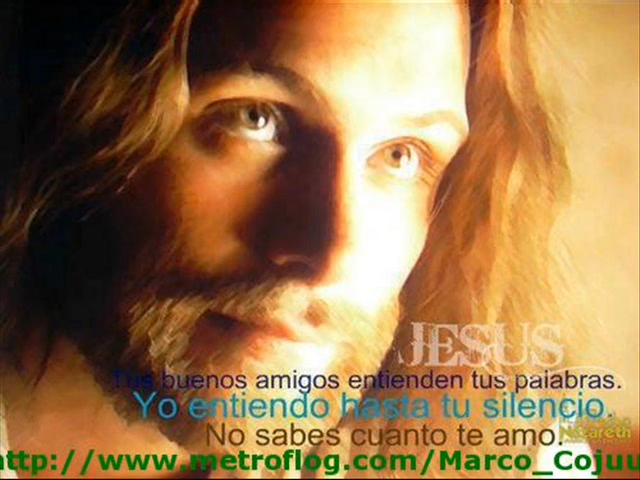 JESUS
Tus buenos amigos entienden tus palabras.
Yo entiendo hasta tu silencio.
No sabes cuanto te amo.
Nazareth
http://www.metroflog.com/Marco_Cojuu